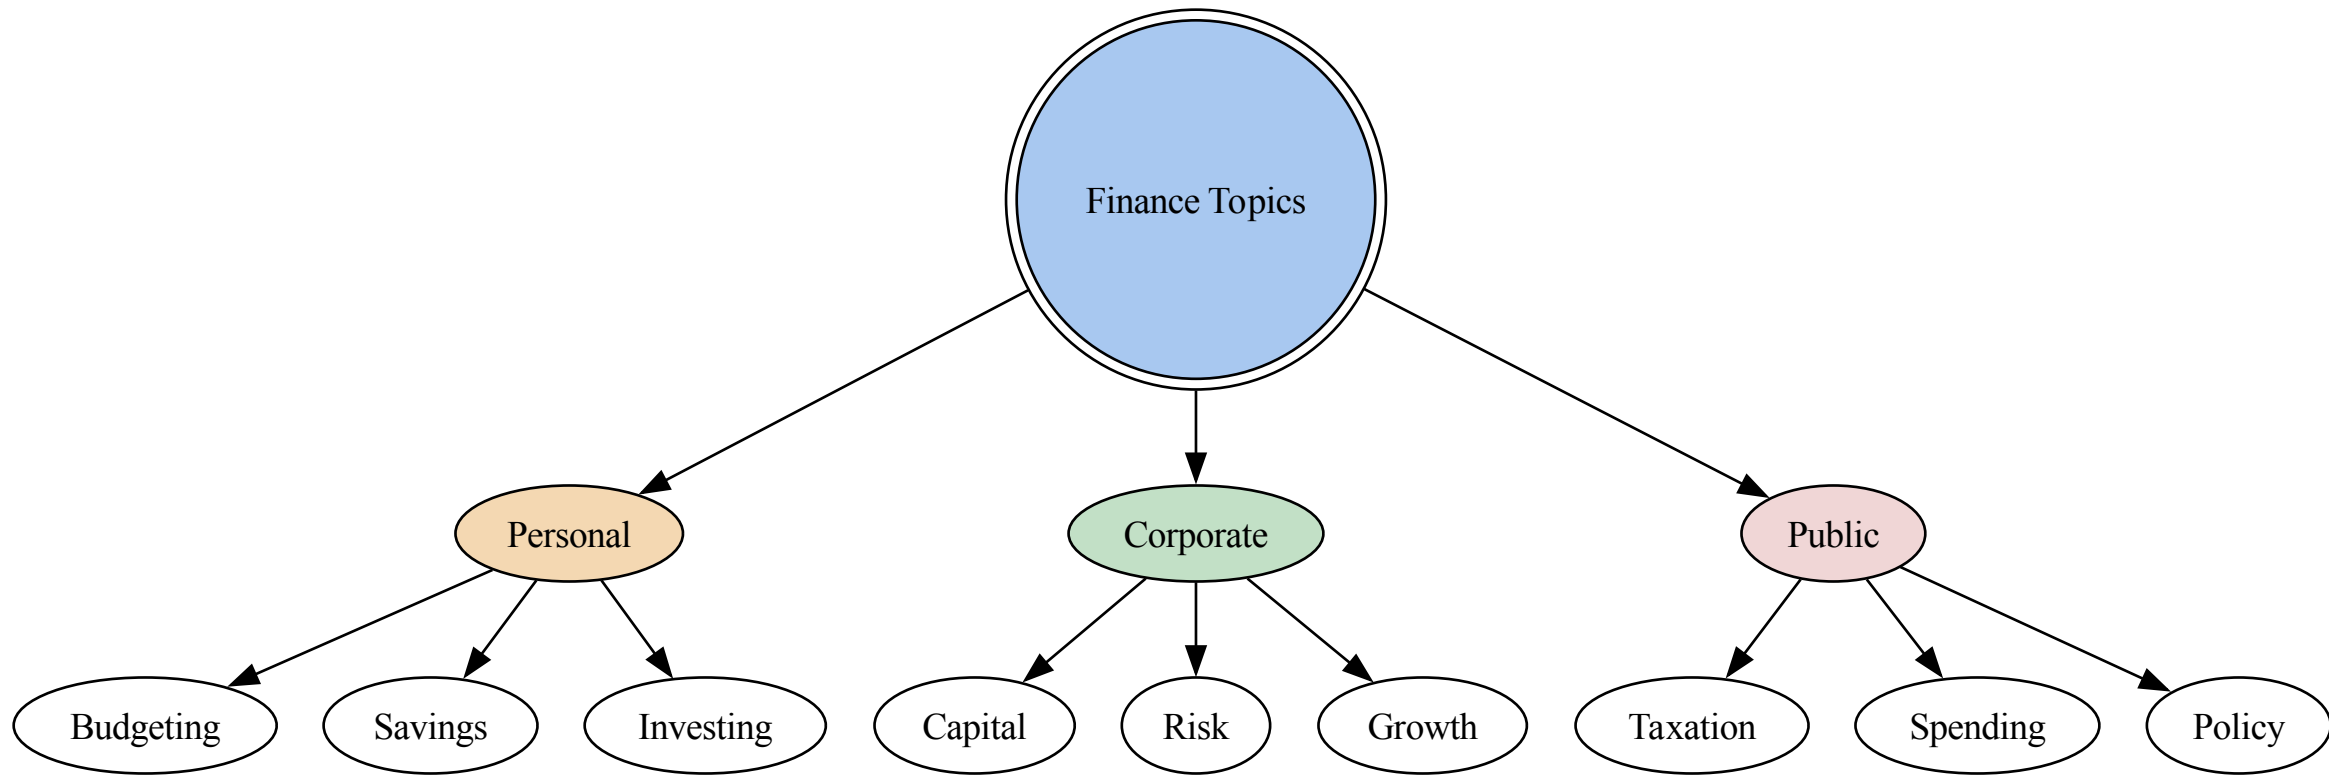 Finance Topics
Personal
Corporate
Public
Budgeting
Savings
Investing
Capital
Risk
Growth
Taxation
Spending
Policy